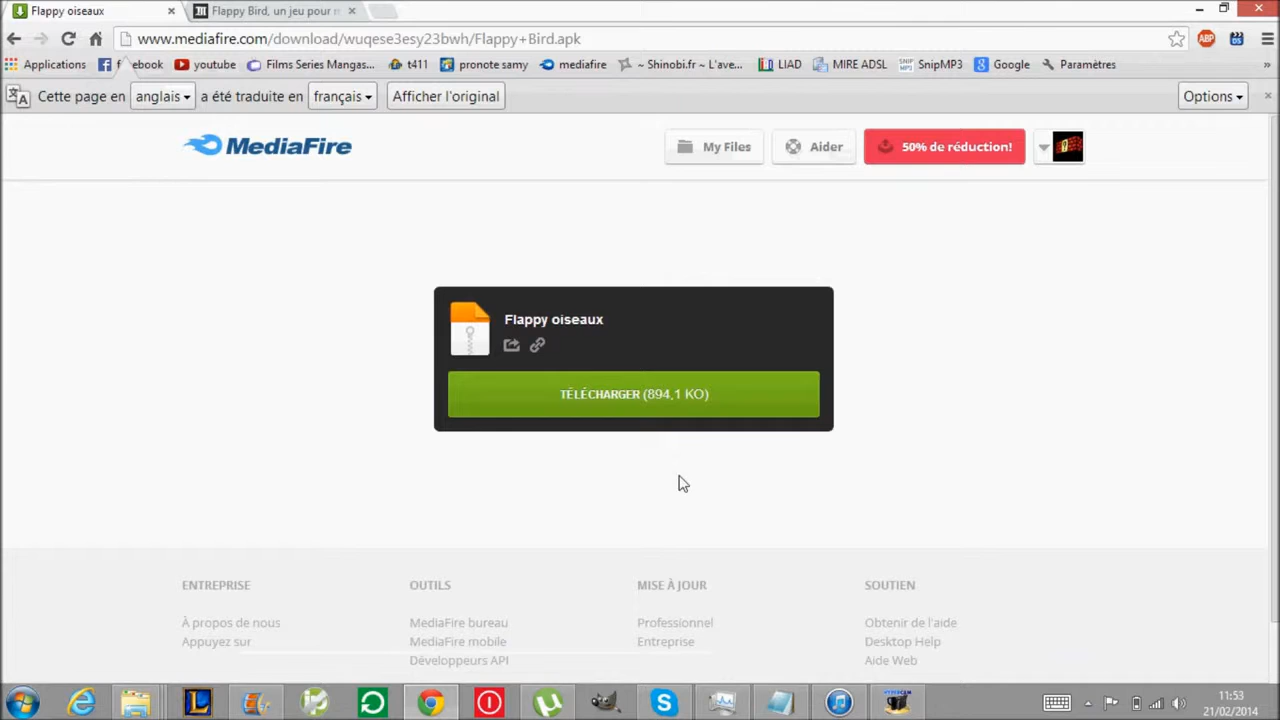 Flappy oiseaux
Flappy Bird, un jeu pour m
www.mediafire.com/download/wuqese3esy23bwh/Flappy+Bird.apk
ABP
Applications
ebook
youtube
Films Series Mangas...
t411
pronote samy
mediafire
~ Shinobi.fr ~ L'ave...
LIAD
MIRE ADSL
SnipMP3
Google
Paramètres
»
Cette page en anglais a été traduite en français Afficher l'original Options
MediaFire
My Files
Aider
50% de réduction!
Flappy oiseaux
TÉLÉCHARGER (894,1 KO)
ENTREPRISE
À propos de nous
Appuyez sur
OUTILS
MediaFire bureau
MediaFire mobile
Développeurs API
MISE À JOUR
Professionnel
Entreprise
SOUTIEN
Obtenir de l'aide
Desktop Help
Aide Web
11:53
21/02/2014